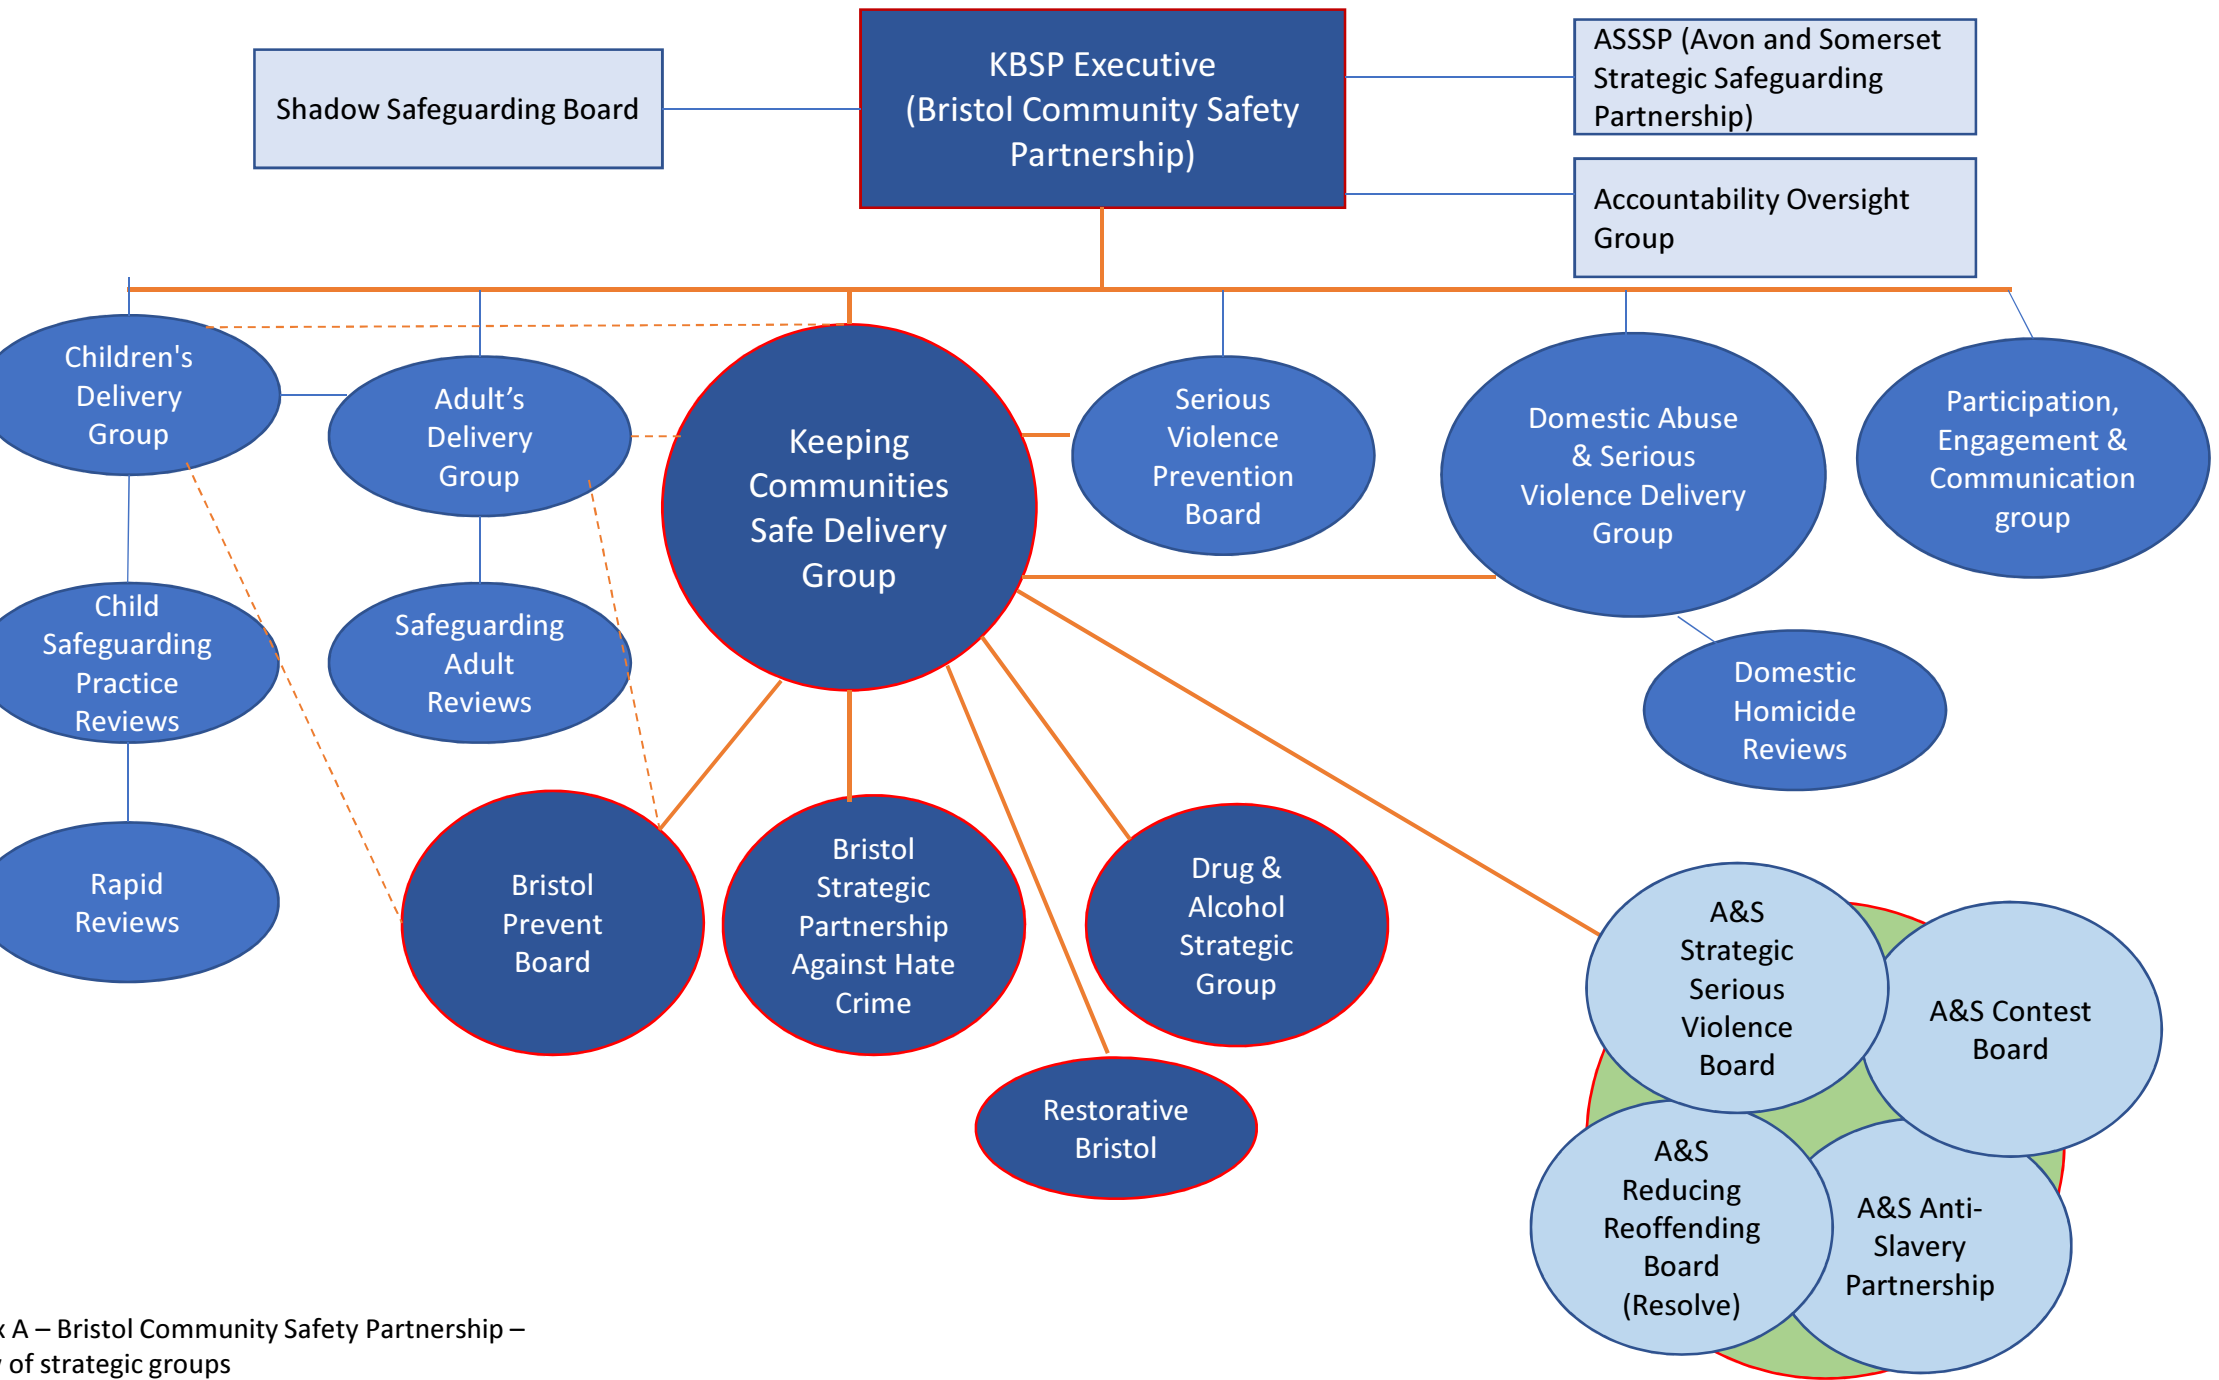 KBSP Executive
(Bristol Community Safety
Partnership)
Shadow Safeguarding Board
ASSSP (Avon and Somerset
Strategic Safeguarding
Partnership)
Accountability Oversight
Group
Children's
Delivery
Group
Adult’s
Delivery
Group
Keeping
Communities
Safe Delivery
Group
Serious
Violence
Prevention
Board
Domestic Abuse
& Serious
Violence Delivery
Group
Participation,
Engagement &
Communication
group
Child
Safeguarding
Practice
Reviews
Safeguarding
Adult
Reviews
Domestic
Homicide
Reviews
Rapid
Reviews
Bristol
Prevent
Board
Bristol
Strategic
Partnership
Against Hate
Crime
Drug &
Alcohol
Strategic
Group
Restorative
Bristol
A&S
Strategic
Serious
Violence
Board
A&S Contest
Board
A&S
Reducing
Reoffending
Board
(Resolve)
A&S Anti-
Slavery
Partnership
A – Bristol Community Safety Partnership –
of strategic groups